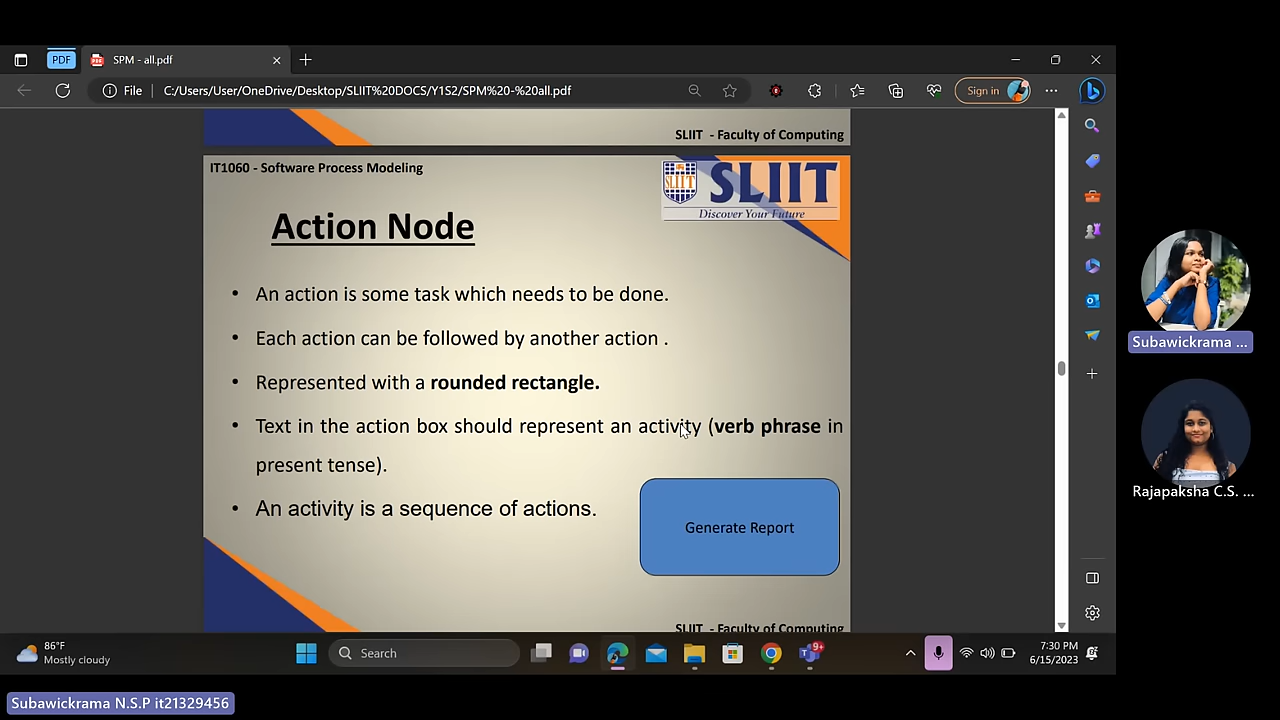 PDF
SPM - all.pdf
File
C:/Users/User/OneDrive/Desktop/SLIIT%20DOCS/Y1S2/SPM%20-%20all.pdf
Sign in
SLIIT - Faculty of Computing
IT1060 - Software Process Modeling
SLIIT
SLIIT
Discover Your Future
Action Node
• An action is some task which needs to be done.
• Each action can be followed by another action .
• Represented with a rounded rectangle.
• Text in the action box should represent an activity (verb phrase in
present tense).
• An activity is a sequence of actions.
Generate Report
SLIIT - Faculty of Computing
Subawickrama ...
Rajapaksha C.S. ...
86°F
Mostly cloudy
Search
9+
7:30 PM
6/15/2023
Subawickrama N.S.P it21329456